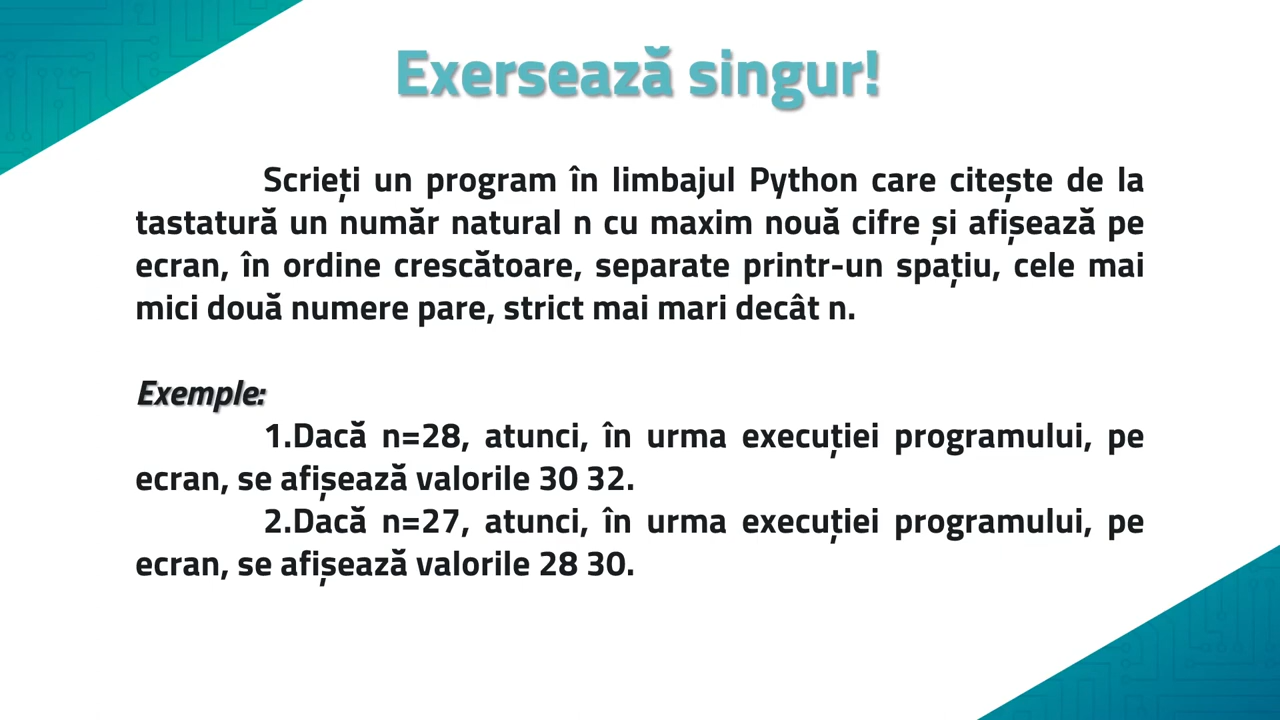 Exersează singur!
Scrieți un program în limbajul Python care citește de la
tastatură un număr natural n cu maxim nouă cifre și afișează pe
ecran, în ordine crescătoare, separate printr-un spațiu, cele mai
mici două numere pare, strict mai mari decât n.
Exemple:
1.Dacă n=28, atunci, în urma execuției programului, pe
ecran, se afișează valorile 30 32.
2.Dacă n=27, atunci, în urma execuției programului, pe
ecran, se afișează valorile 28 30.